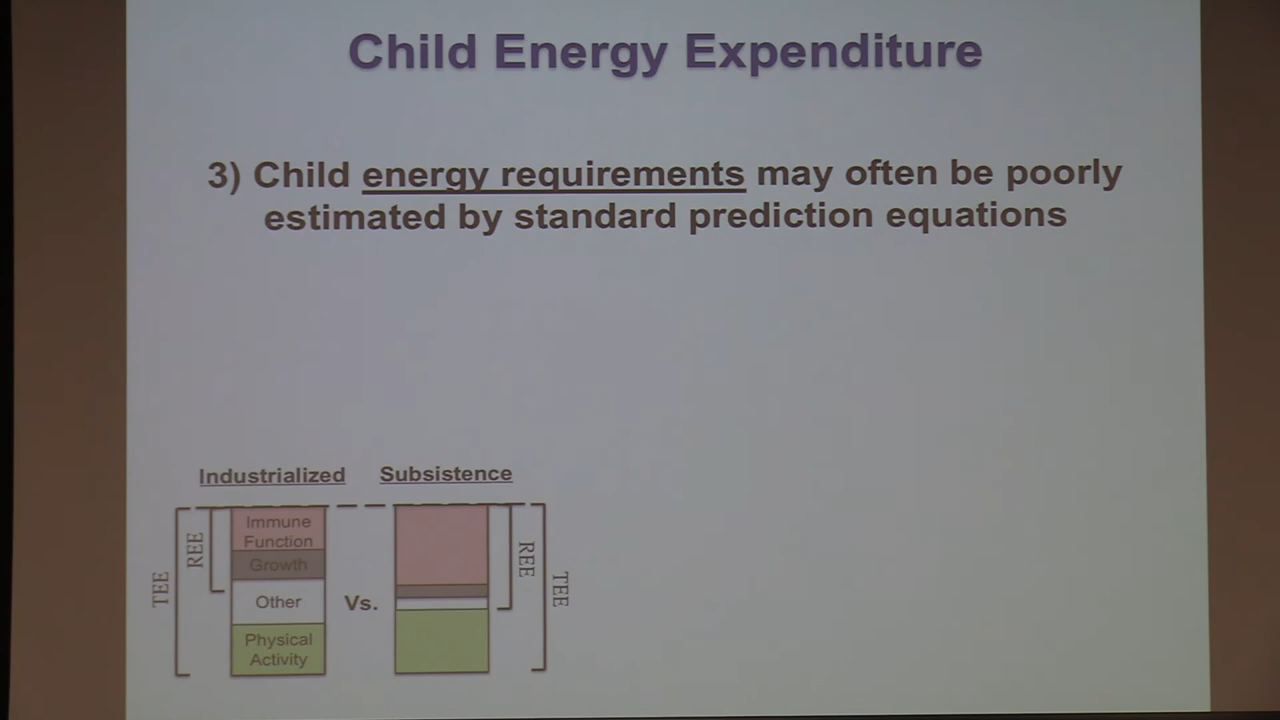 Child Energy Expenditure
3) Child energy requirements may often be poorly
estimated by standard prediction equations
Industrialized
Subsistence
TEE
REE
Immune
Function
Growth
Other
Physical
Activity
Vs.
REE
TEE